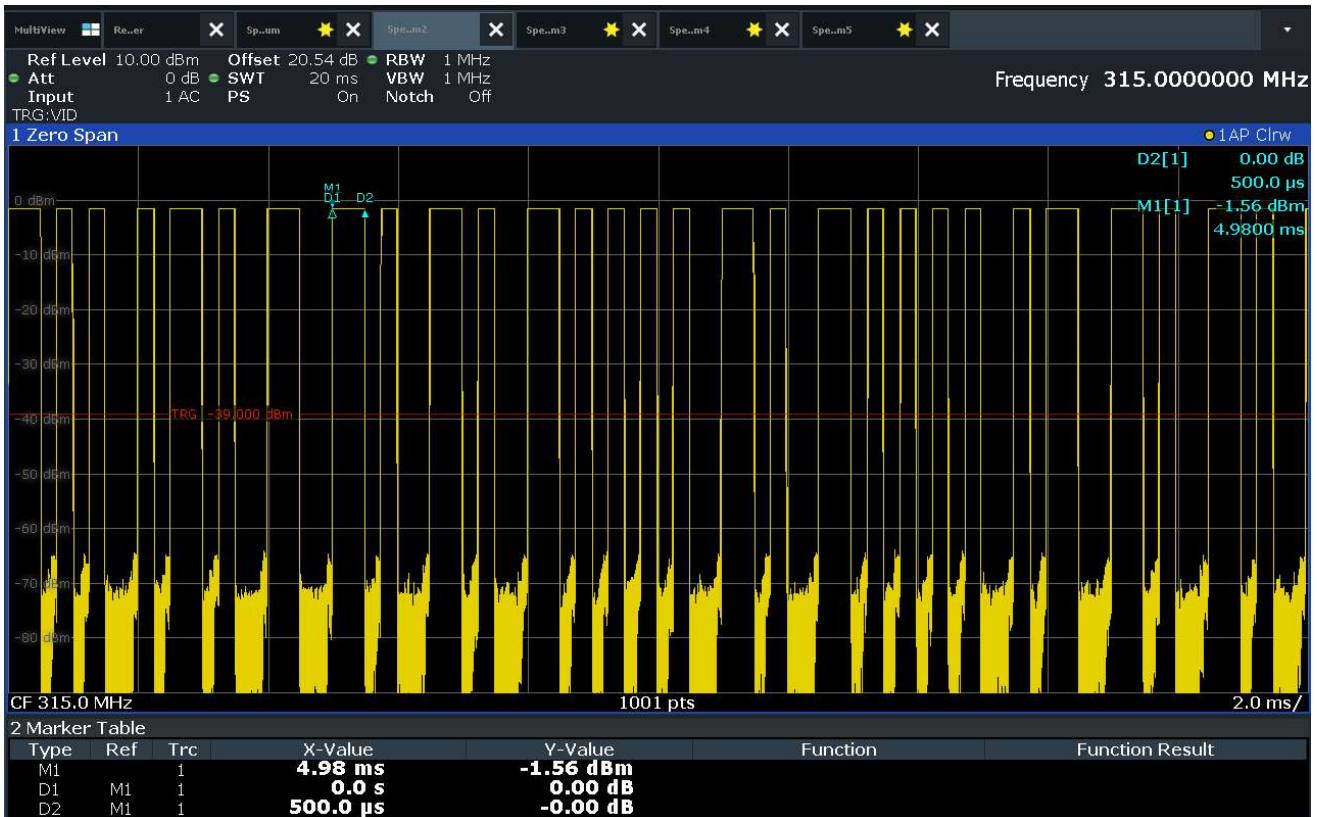 MultiView Re..er Sp..um Spe..m2 Spe..m3 Spe..m4 Spe..m5
Ref Level 10.00 dBm Offset 20.54 dB RBW 1 MHz
Att 0 dB SWT 20 ms VBW 1 MHz Frequency 315.0000000 MHz
Input 1 AC PS On Notch Off
TRG:VID
1 Zero Span 1AP Clrw
D2[1] 0.00 dB
500.0 µs
M1
D1 D2
0 dBm
M1[1] -1.56 dBm
4.9800 ms
-10 dBm
-20 dBm
-30 dBm
TRG -39.000 dBm
-40 dBm
-50 dBm
-60 dBm
-70 dBm
-80 dBm
CF 315.0 MHz 1001 pts 2.0 ms/
2 Marker Table
Type Ref Trc X-Value Y-Value Function Function Result
M1 1 4.98 ms -1.56 dBm
D1 M1 1 0.0 s 0.00 dB
D2 M1 1 500.0 µs -0.00 dB